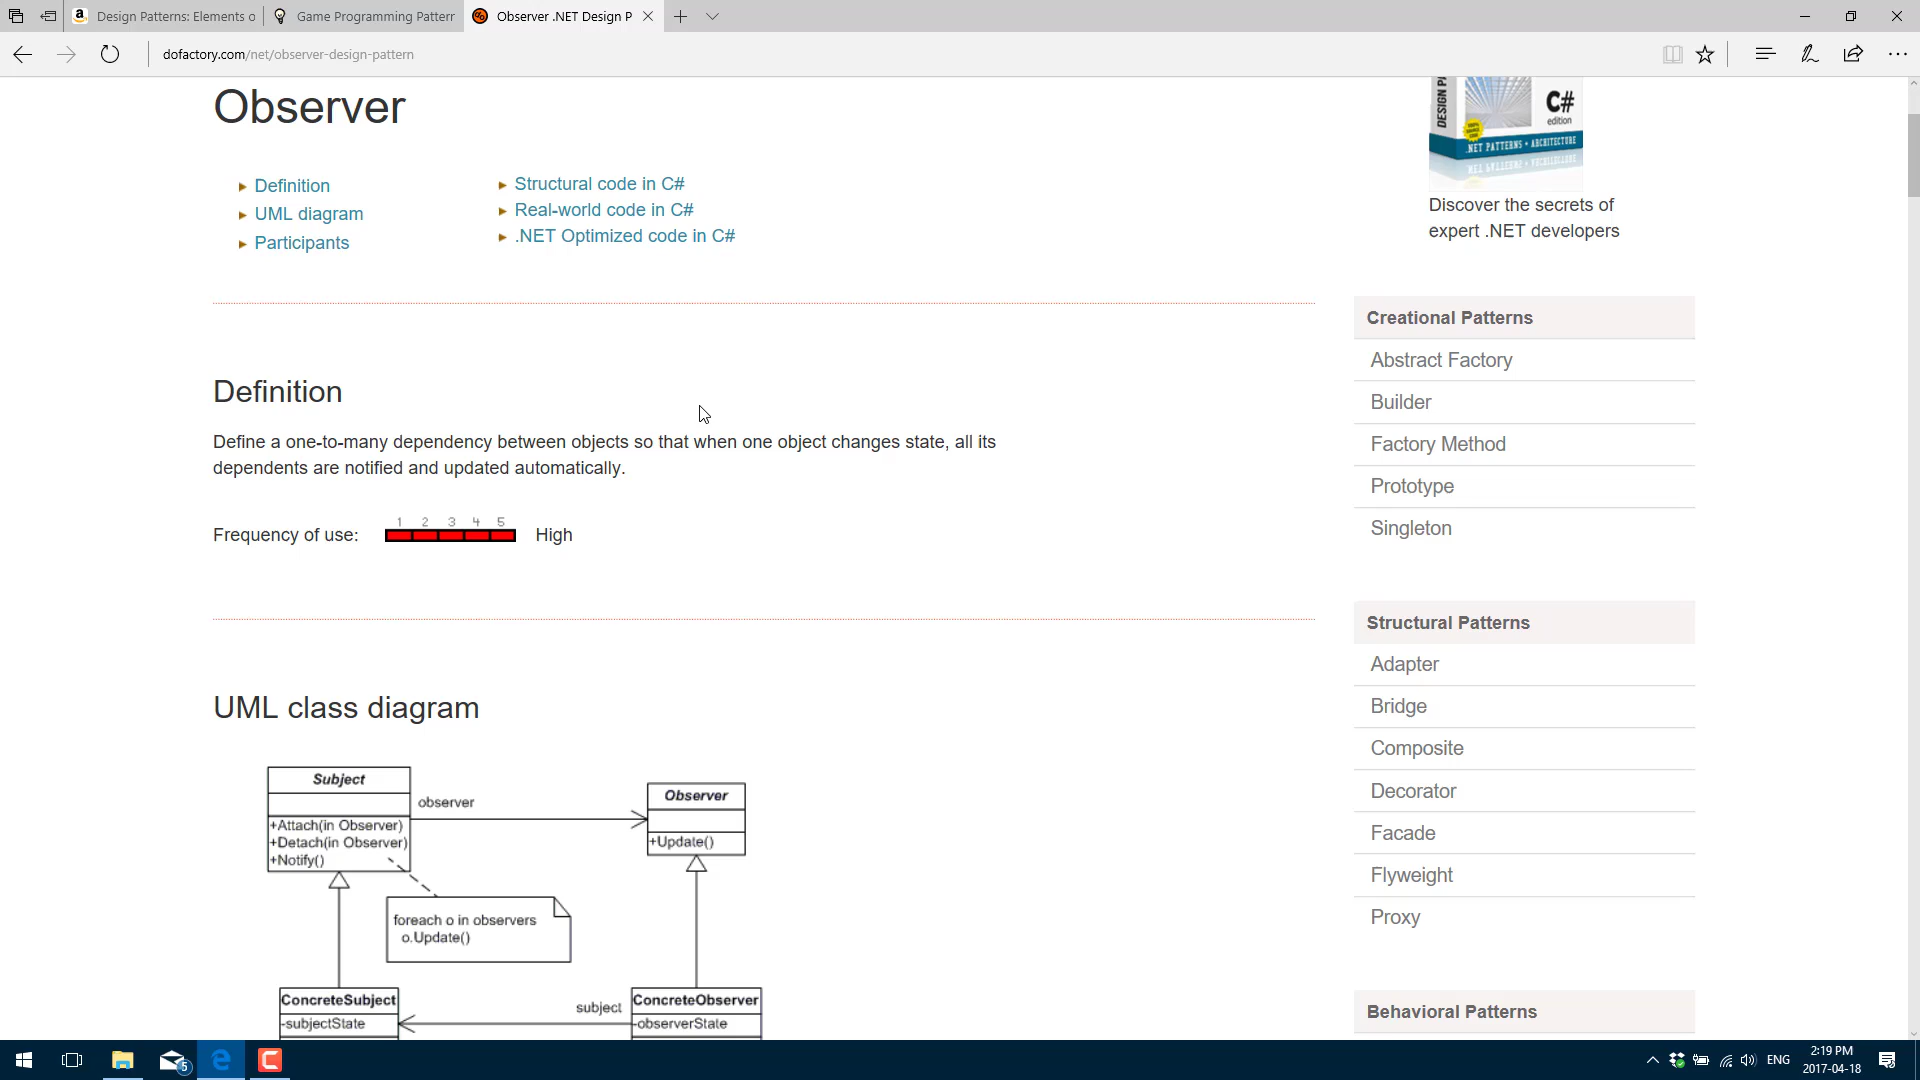 Design Patterns: Elements o
Game Programming Patterr
Observer .NET Design P
dofactory.com/net/observer-design-pattern
Observer
Definition
UML diagram
Participants
Structural code in C#
Real-world code in C#
.NET Optimized code in C#
DESIGN PA
C#
edition
.NET PATTERNS + ARCHITECTURE
Discover the secrets of
expert .NET developers
Definition
Define a one-to-many dependency between objects so that when one object changes state, all its
dependents are notified and updated automatically.
Frequency of use:
1 2 3 4 5
High
UML class diagram
Subject
+Attach(in Observer)
+Detach(in Observer)
+Notify()
observer
Observer
+Update()
foreach o in observers
o.Update()
ConcreteSubject
-subjectState
subject
ConcreteObserver
-observerState
Creational Patterns
Abstract Factory
Builder
Factory Method
Prototype
Singleton
Structural Patterns
Adapter
Bridge
Composite
Decorator
Facade
Flyweight
Proxy
Behavioral Patterns
5
ENG
2:19 PM
2017-04-18